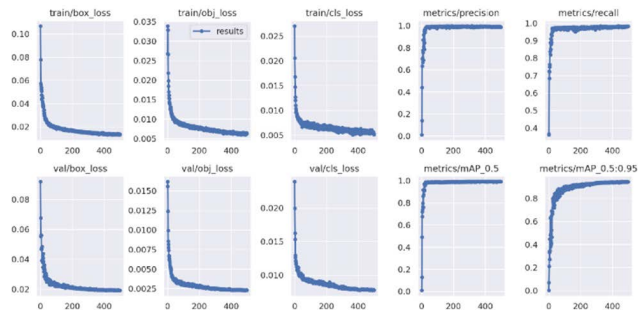 train/box_loss train/obj_loss train/cls_loss metrics/precision metrics/recall
0.10 0.08 0.06 0.04 0.02
0.035 0.030 0.025 0.020 0.015 0.010 0.005
results
0.025 0.020 0.015 0.010 0.005
1.0 0.8 0.6 0.4 0.2 0.0
1.0 0.9 0.8 0.7 0.6 0.5 0.4
0 200 400 0 200 400 0 200 400 0 200 400 0 200 400
val/box_loss val/obj_loss val/cls_loss metrics/mAP_0.5 metrics/mAP_0.5:0.95
0.08 0.06 0.04 0.02
0.0150 0.0125 0.0100 0.0075 0.0050 0.0025
0.020 0.015 0.010
1.0 0.8 0.6 0.4 0.2 0.0
0.8 0.6 0.4 0.2 0.0
0 200 400 0 200 400 0 200 400 0 200 400 0 200 400